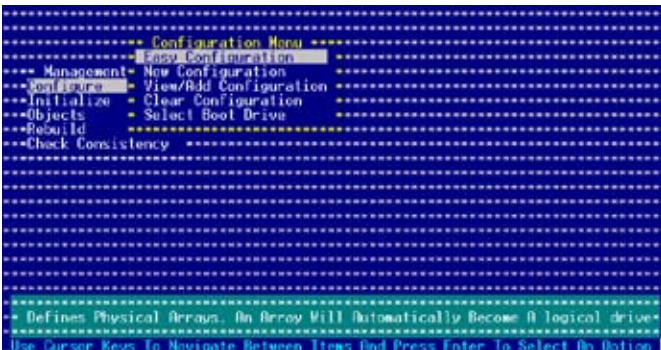 Configuration Menu
Easy Configuration
Management
New Configuration
Configure
View/Add Configuration
Initialize
Clear Configuration
Objects
Select Boot Drive
Rebuild
Check Consistency
Defines Physical Arrays. An Array Will Automatically Become A logical drive
Use Cursor Keys To Navigate Between Items And Press Enter To Select An Option